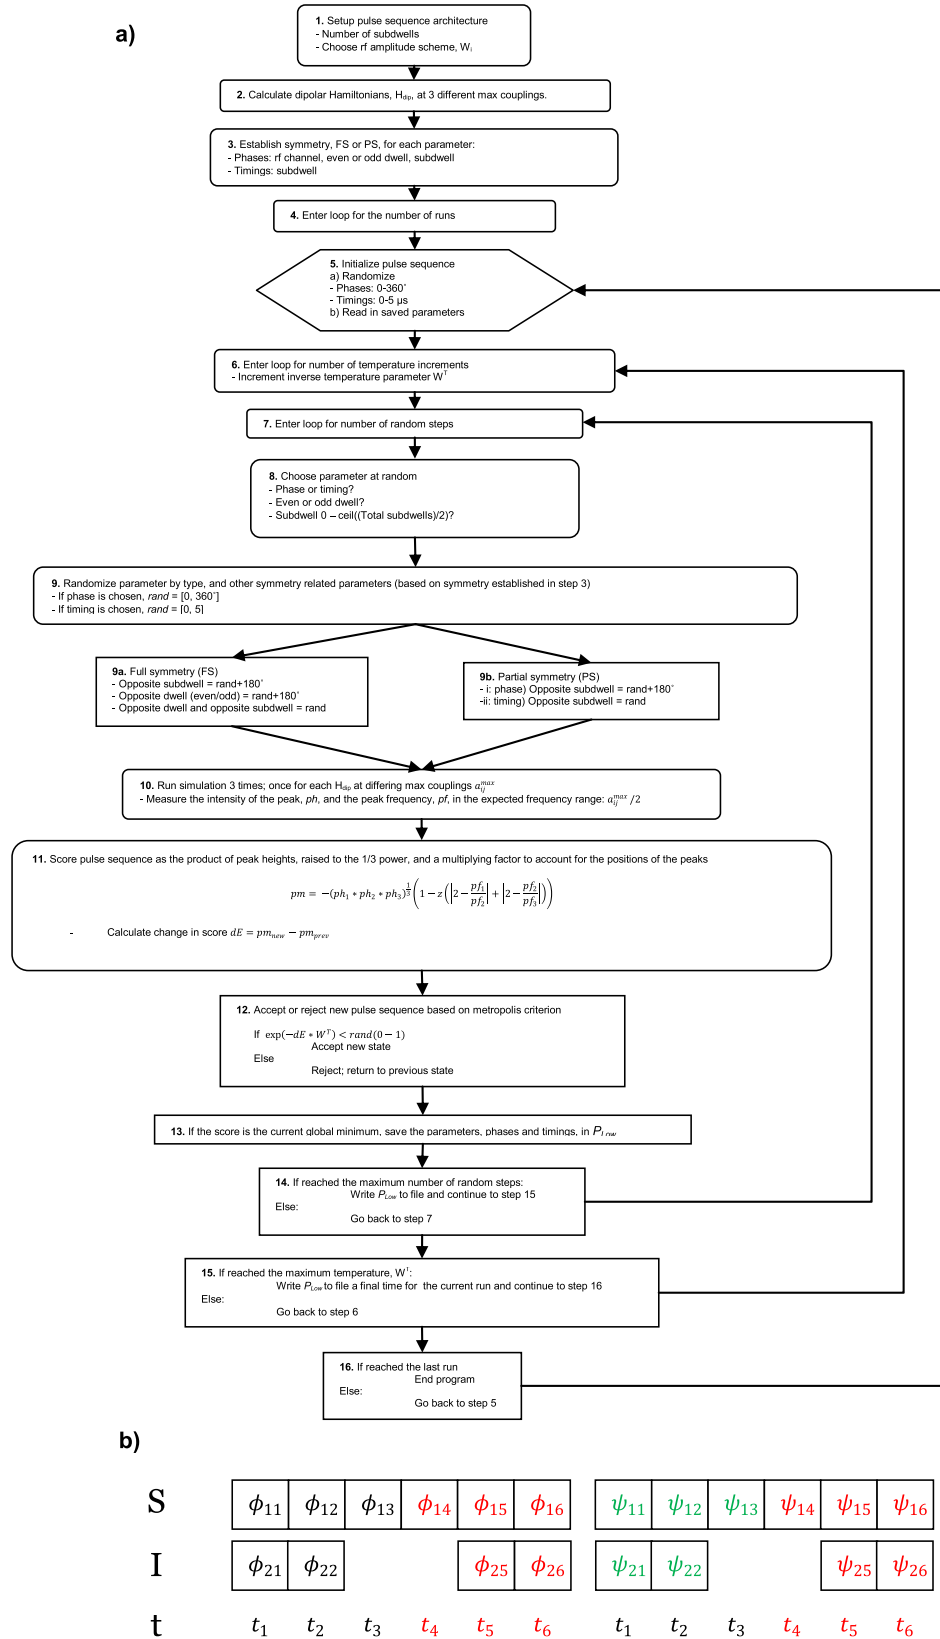 a)
1. Setup pulse sequence architecture
- Number of subdwells
- Choose rf amplitude scheme, Wᵢ
2. Calculate dipolar Hamiltonians, H_dip, at 3 different max couplings.
3. Establish symmetry, FS or PS, for each parameter:
- Phases: rf channel, even or odd dwell, subdwell
- Timings: subdwell
4. Enter loop for the number of runs
5. Initialize pulse sequence
a) Randomize
- Phases: 0-360°
- Timings: 0-5 µs
b) Read in saved parameters
6. Enter loop for number of temperature increments
- Increment inverse temperature parameter Wᵀ
7. Enter loop for number of random steps
8. Choose parameter at random
- Phase or timing?
- Even or odd dwell?
- Subdwell 0 – ceil((Total subdwells)/2)?
9. Randomize parameter by type, and other symmetry related parameters (based on symmetry established in step 3)
- If phase is chosen, rand = [0, 360°]
- If timing is chosen, rand = [0, 5]
9a. Full symmetry (FS)
- Opposite subdwell = rand+180°
- Opposite dwell (even/odd) = rand+180°
- Opposite dwell and opposite subdwell = rand
9b. Partial symmetry (PS)
- i: phase) Opposite subdwell = rand+180°
-ii: timing) Opposite subdwell = rand
10. Run simulation 3 times; once for each H_dip at differing max couplings a_ij^max
- Measure the intensity of the peak, ph, and the peak frequency, pf, in the expected frequency range: a_ij^max /2
11. Score pulse sequence as the product of peak heights, raised to the 1/3 power, and a multiplying factor to account for the positions of the peaks
pm = −(ph₁ * ph₂ * ph₃)^(1/3) (1 − z (|2 − pf₁/pf₂| + |2 − pf₂/pf₃|))
- Calculate change in score dE = pm_new − pm_prev
12. Accept or reject new pulse sequence based on metropolis criterion
If exp(−dE * Wᵀ) < rand(0 − 1)
Accept new state
Else
Reject; return to previous state
13. If the score is the current global minimum, save the parameters, phases and timings, in P_Low
14. If reached the maximum number of random steps:
Write P_Low to file and continue to step 15
Else:
Go back to step 7
15. If reached the maximum temperature, Wᵀ:
Write P_Low to file a final time for the current run and continue to step 16
Else:
Go back to step 6
16. If reached the last run
End program
Else:
Go back to step 5
b)
S ϕ₁₁ ϕ₁₂ ϕ₁₃ ϕ₁₄ ϕ₁₅ ϕ₁₆ ψ₁₁ ψ₁₂ ψ₁₃ ψ₁₄ ψ₁₅ ψ₁₆
I ϕ₂₁ ϕ₂₂ ϕ₂₅ ϕ₂₆ ψ₂₁ ψ₂₂ ψ₂₅ ψ₂₆
t t₁ t₂ t₃ t₄ t₅ t₆ t₁ t₂ t₃ t₄ t₅ t₆